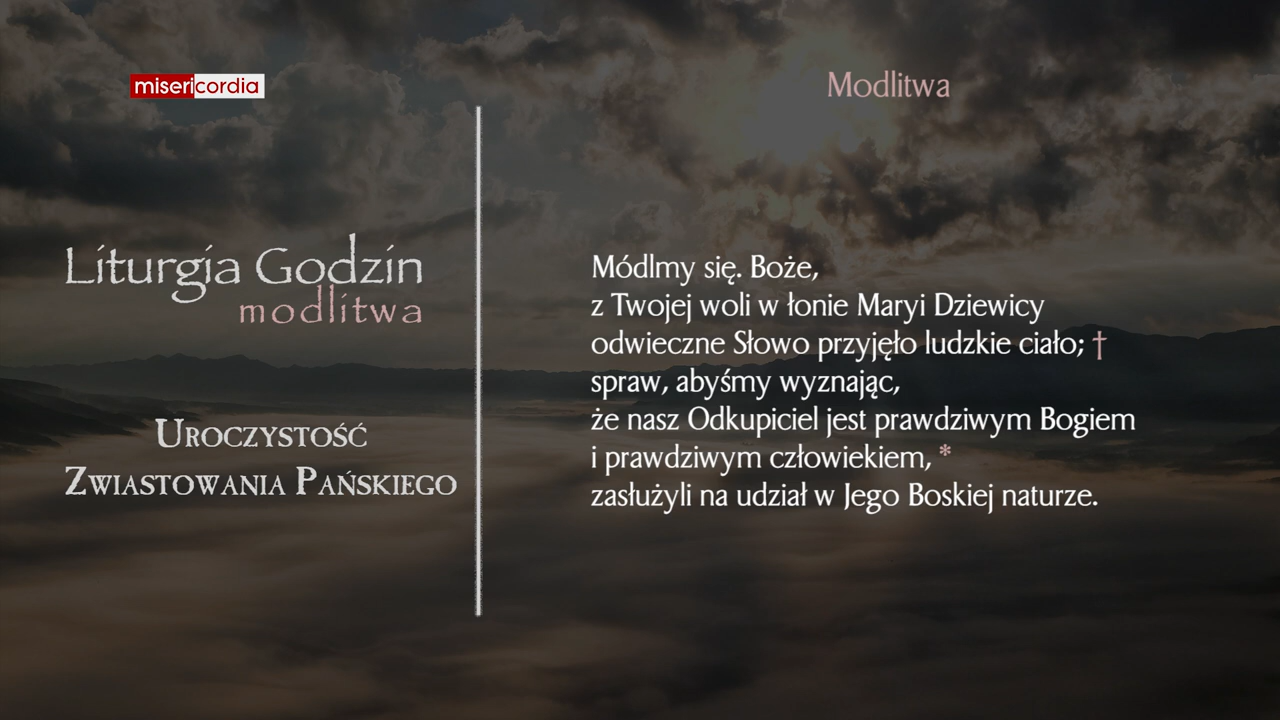 misericordia
Modlitwa
Liturgia Godzin
modlitwa
Uroczystość
Zwiastowania Pańskiego
Módlmy się. Boże,
z Twojej woli w łonie Maryi Dziewicy
odwieczne Słowo przyjęło ludzkie ciało; †
spraw, abyśmy wyznając,
że nasz Odkupiciel jest prawdziwym Bogiem
i prawdziwym człowiekiem, *
zasłużyli na udział w Jego Boskiej naturze.